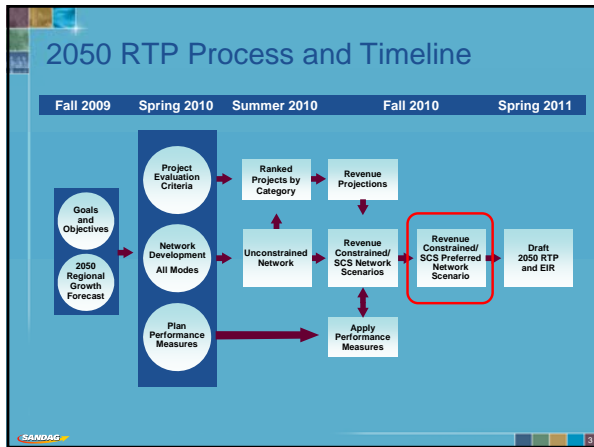 2050 RTP Process and Timeline
Fall 2009 Spring 2010 Summer 2010 Fall 2010 Spring 2011
Goals
and
Objectives
2050
Regional
Growth
Forecast
Project
Evaluation
Criteria
Network
Development
All Modes
Plan
Performance
Measures
Ranked
Projects by
Category
Unconstrained
Network
Revenue
Projections
Revenue
Constrained/
SCS Network
Scenarios
Apply
Performance
Measures
Revenue
Constrained/
SCS Preferred
Network
Scenario
Draft
2050 RTP
and EIR
SANDAG
3